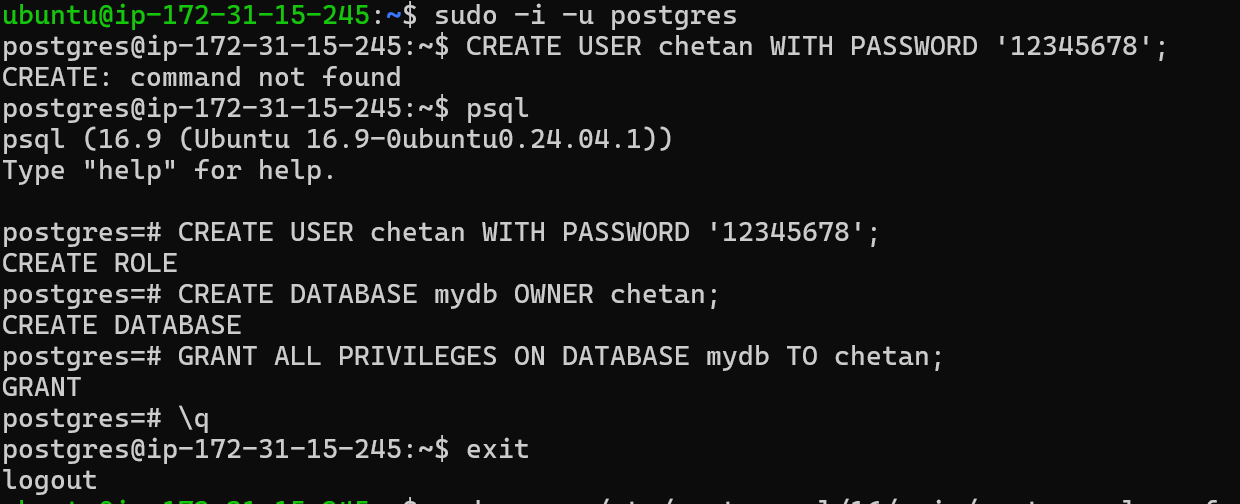 ubuntu@ip-172-31-15-245:~$ sudo -i -u postgres
postgres@ip-172-31-15-245:~$ CREATE USER chetan WITH PASSWORD '12345678';
CREATE: command not found
postgres@ip-172-31-15-245:~$ psql
psql (16.9 (Ubuntu 16.9-0ubuntu0.24.04.1))
Type "help" for help.
postgres=# CREATE USER chetan WITH PASSWORD '12345678';
CREATE ROLE
postgres=# CREATE DATABASE mydb OWNER chetan;
CREATE DATABASE
postgres=# GRANT ALL PRIVILEGES ON DATABASE mydb TO chetan;
GRANT
postgres=# \q
postgres@ip-172-31-15-245:~$ exit
logout